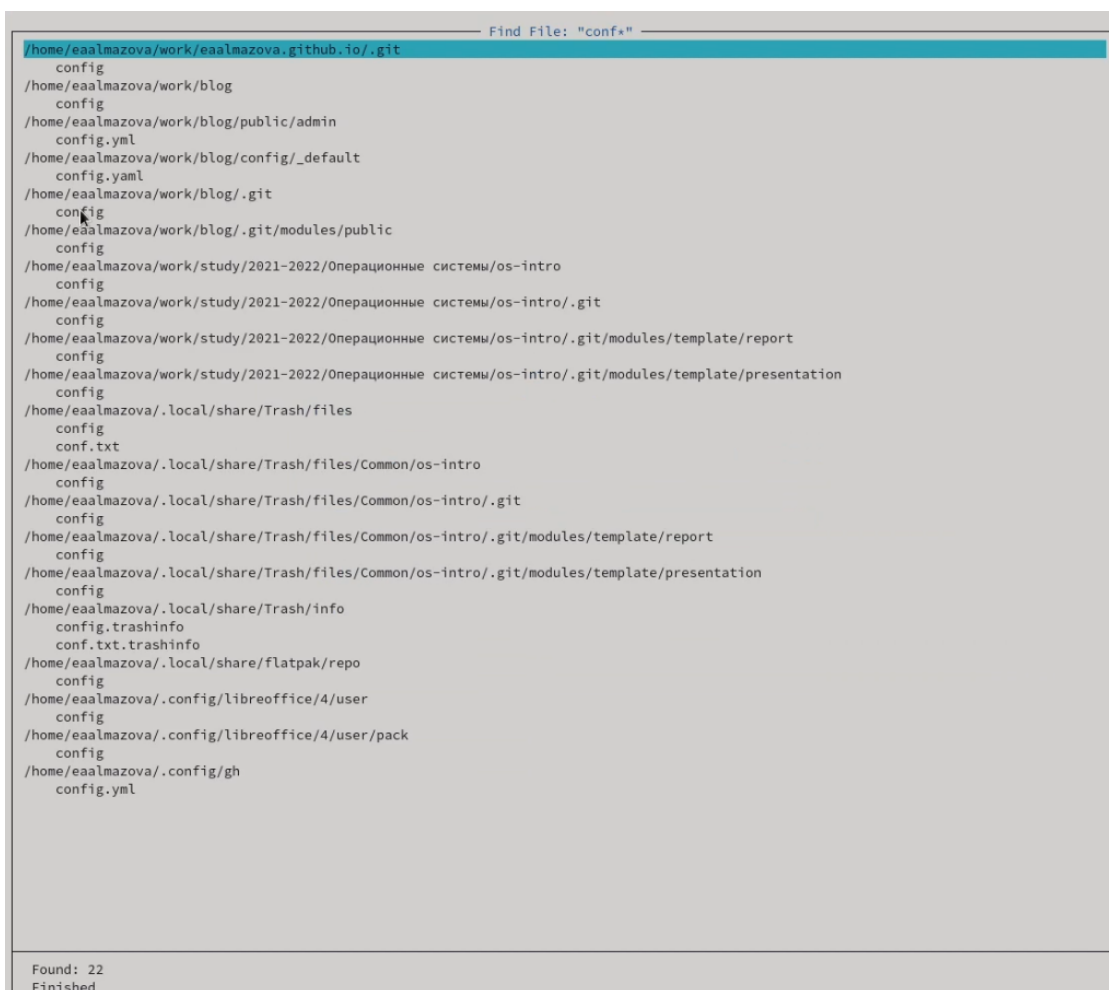 Find File: "conf*"
/home/eaalmazova/work/eaalmazova.github.io/.git
config
/home/eaalmazova/work/blog
config
/home/eaalmazova/work/blog/public/admin
config.yml
/home/eaalmazova/work/blog/config/_default
config.yaml
/home/eaalmazova/work/blog/.git
config
/home/eaalmazova/work/blog/.git/modules/public
config
/home/eaalmazova/work/study/2021-2022/Операционные системы/os-intro
config
/home/eaalmazova/work/study/2021-2022/Операционные системы/os-intro/.git
config
/home/eaalmazova/work/study/2021-2022/Операционные системы/os-intro/.git/modules/template/report
config
/home/eaalmazova/work/study/2021-2022/Операционные системы/os-intro/.git/modules/template/presentation
config
/home/eaalmazova/.local/share/Trash/files
config
conf.txt
/home/eaalmazova/.local/share/Trash/files/Common/os-intro
config
/home/eaalmazova/.local/share/Trash/files/Common/os-intro/.git
config
/home/eaalmazova/.local/share/Trash/files/Common/os-intro/.git/modules/template/report
config
/home/eaalmazova/.local/share/Trash/files/Common/os-intro/.git/modules/template/presentation
config
/home/eaalmazova/.local/share/Trash/info
config.trashinfo
conf.txt.trashinfo
/home/eaalmazova/.local/share/flatpak/repo
config
/home/eaalmazova/.config/libreoffice/4/user
config
/home/eaalmazova/.config/libreoffice/4/user/pack
config
/home/eaalmazova/.config/gh
config.yml
Found: 22
Finished